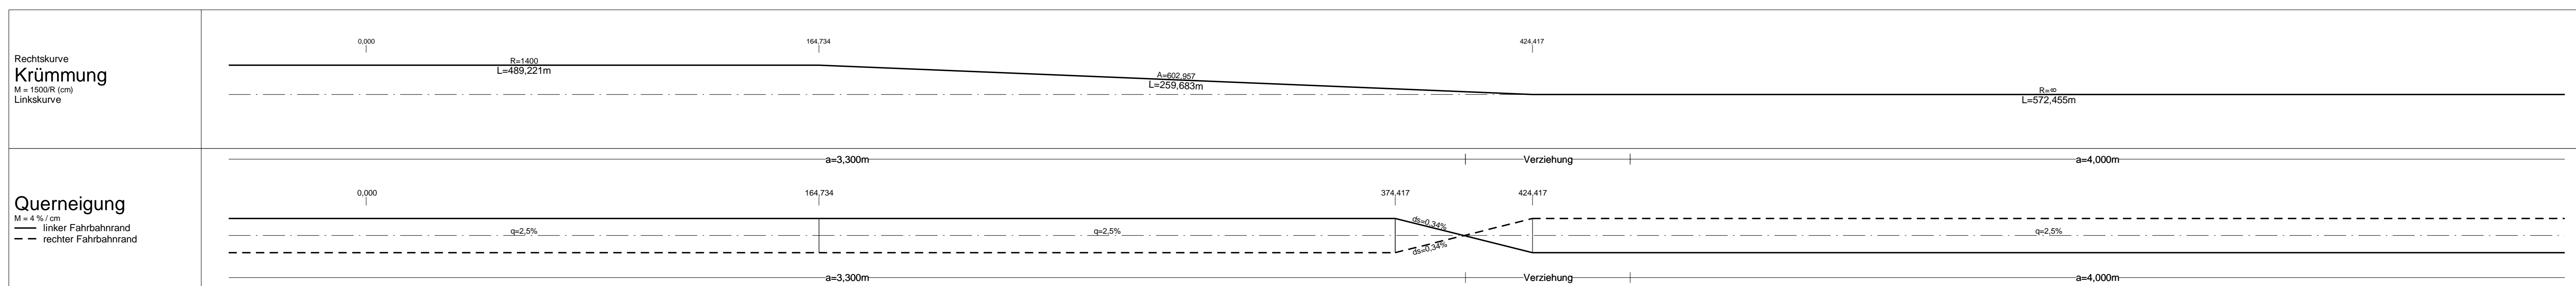 0,000
164,734
424,417
Rechtskurve
Krümmung
M = 1500/R (cm)
Linkskurve
R=1400
L=489,221m
A=602,957
L=259,683m
R=∞
L=572,455m
a=3,300m
Verziehung
a=4,000m
0,000
164,734
374,417
424,417
Querneigung
M = 4 % / cm
linker Fahrbahnrand
rechter Fahrbahnrand
q=2,5%
q=2,5%
ds=0,34%
ds=0,34%
q=2,5%
a=3,300m
Verziehung
a=4,000m